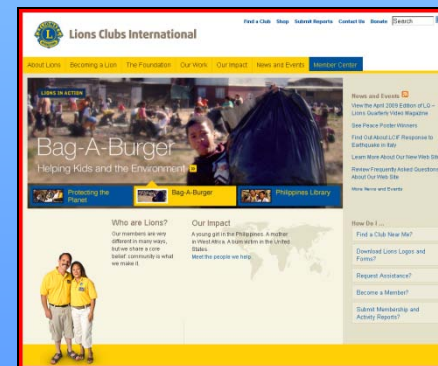 Find a Club Shop Submit Reports Contact Us Donate Search
Lions Clubs International
About Lions Becoming a Lion The Foundation Our Work Our Impact News and Events Member Center
LIONS IN ACTION
Bag-A-Burger
Helping Kids and the Environment
Protecting the Planet
Bag-A-Burger
Philippines Library
News and Events
View the April 2009 Edition of LQ –
Lions Quarterly Video Magazine
See Peace Poster Winners
Find Out About LCIF Response to
Earthquake in Italy
Learn More About Our New Web Site
Review Frequently Asked Questions
About Our Web Site
More News and Events
Who are Lions?
Our members are very
different in many ways,
but we share a core
belief: community is what
we make it.
Our Impact
A young girl in the Philippines. A mother
in West Africa. A burn victim in the United
States.
Meet the people we help.
How Do I ...
Find a Club Near Me?
Download Lions Logos and
Forms?
Request Assistance?
Become a Member?
Submit Membership and
Activity Reports?